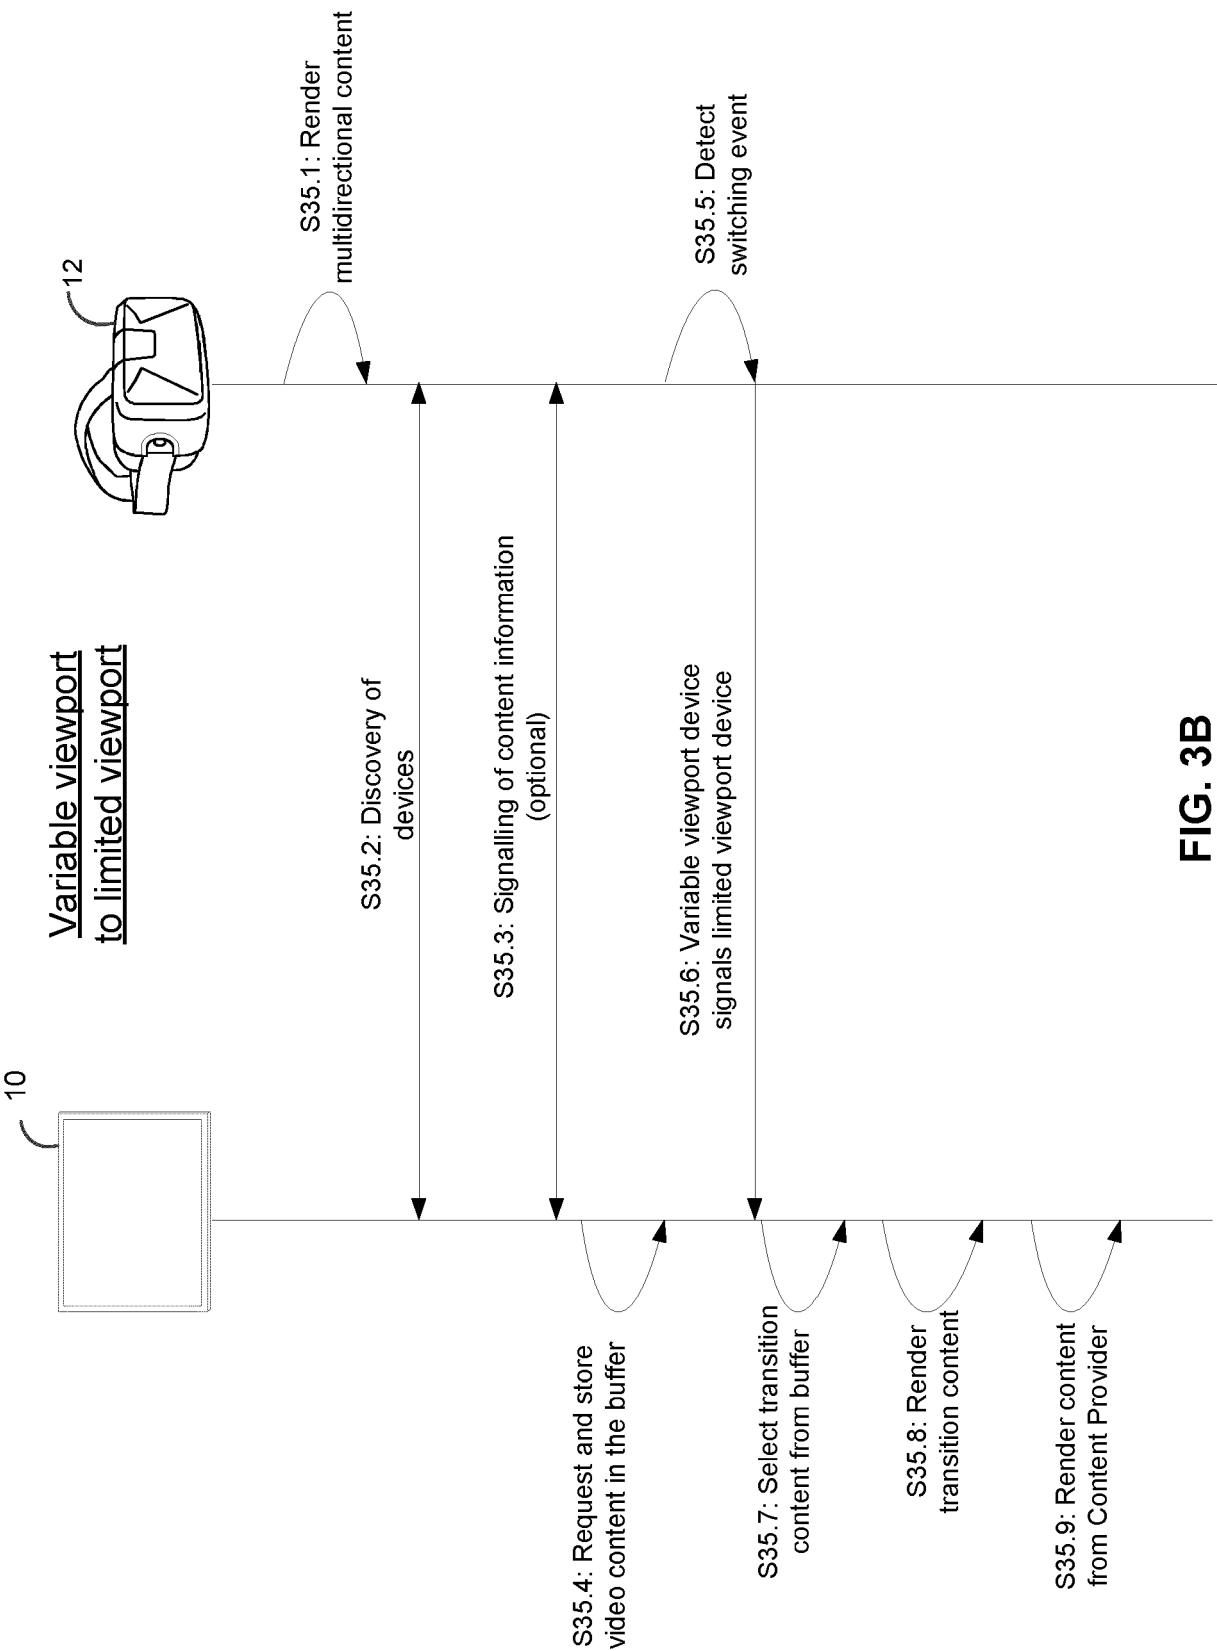 Variable viewport
to limited viewport
10
12
S35.1: Render
multidirectional content
S35.2: Discovery of
devices
S35.3: Signalling of content information
(optional)
S35.4: Request and store
video content in the buffer
S35.5: Detect
switching event
S35.6: Variable viewport device
signals limited viewport device
S35.7: Select transition
content from buffer
S35.8: Render
transition content
S35.9: Render content
from Content Provider
FIG. 3B